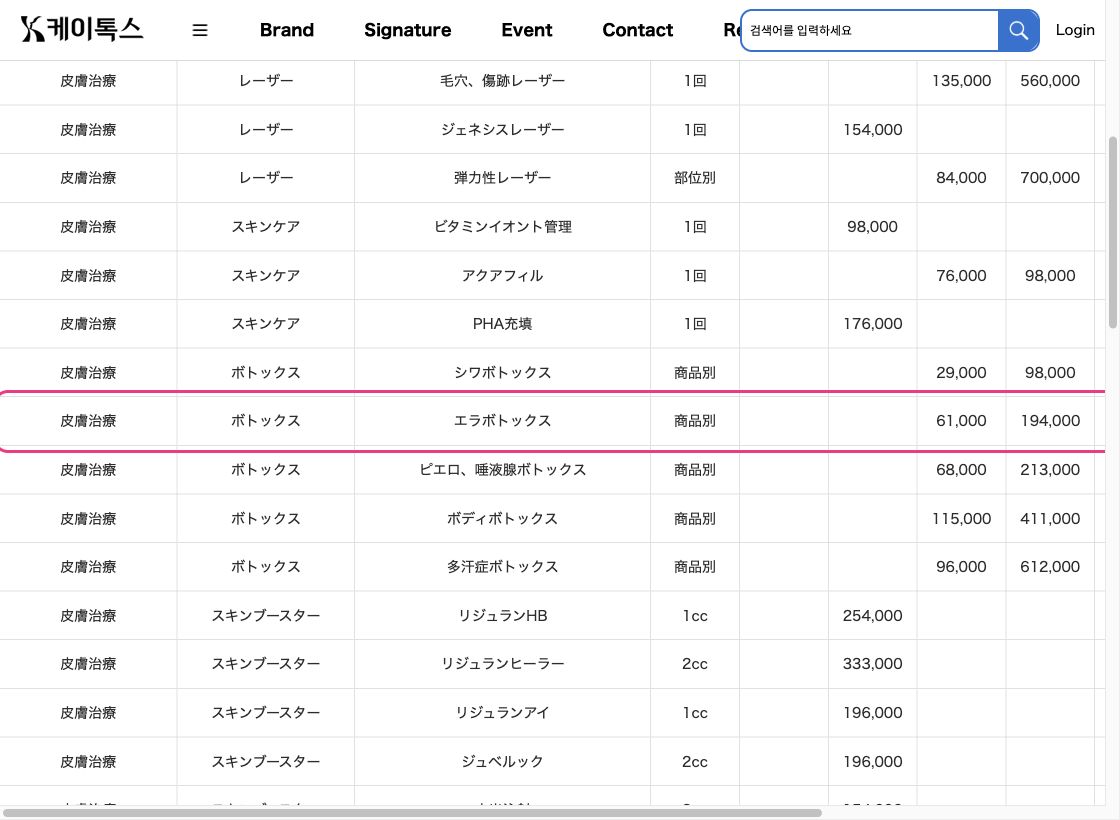 케이톡스 ☰ Brand Signature Event Contact 검색어를 입력하세요 Login
皮膚治療 レーザー 毛穴、傷跡レーザー 1回 135,000 560,000
皮膚治療 レーザー ジェネシスレーザー 1回 154,000
皮膚治療 レーザー 弾力性レーザー 部位別 84,000 700,000
皮膚治療 スキンケア ビタミンイオント管理 1回 98,000
皮膚治療 スキンケア アクアフィル 1回 76,000 98,000
皮膚治療 スキンケア PHA充填 1回 176,000
皮膚治療 ボトックス シワボトックス 商品別 29,000 98,000
皮膚治療 ボトックス エラボトックス 商品別 61,000 194,000
皮膚治療 ボトックス ピエロ、唾液腺ボトックス 商品別 68,000 213,000
皮膚治療 ボトックス ボディボトックス 商品別 115,000 411,000
皮膚治療 ボトックス 多汗症ボトックス 商品別 96,000 612,000
皮膚治療 スキンブースター リジュランHB 1cc 254,000
皮膚治療 スキンブースター リジュランヒーラー 2cc 333,000
皮膚治療 スキンブースター リジュランアイ 1cc 196,000
皮膚治療 スキンブースター ジュベルック 2cc 196,000